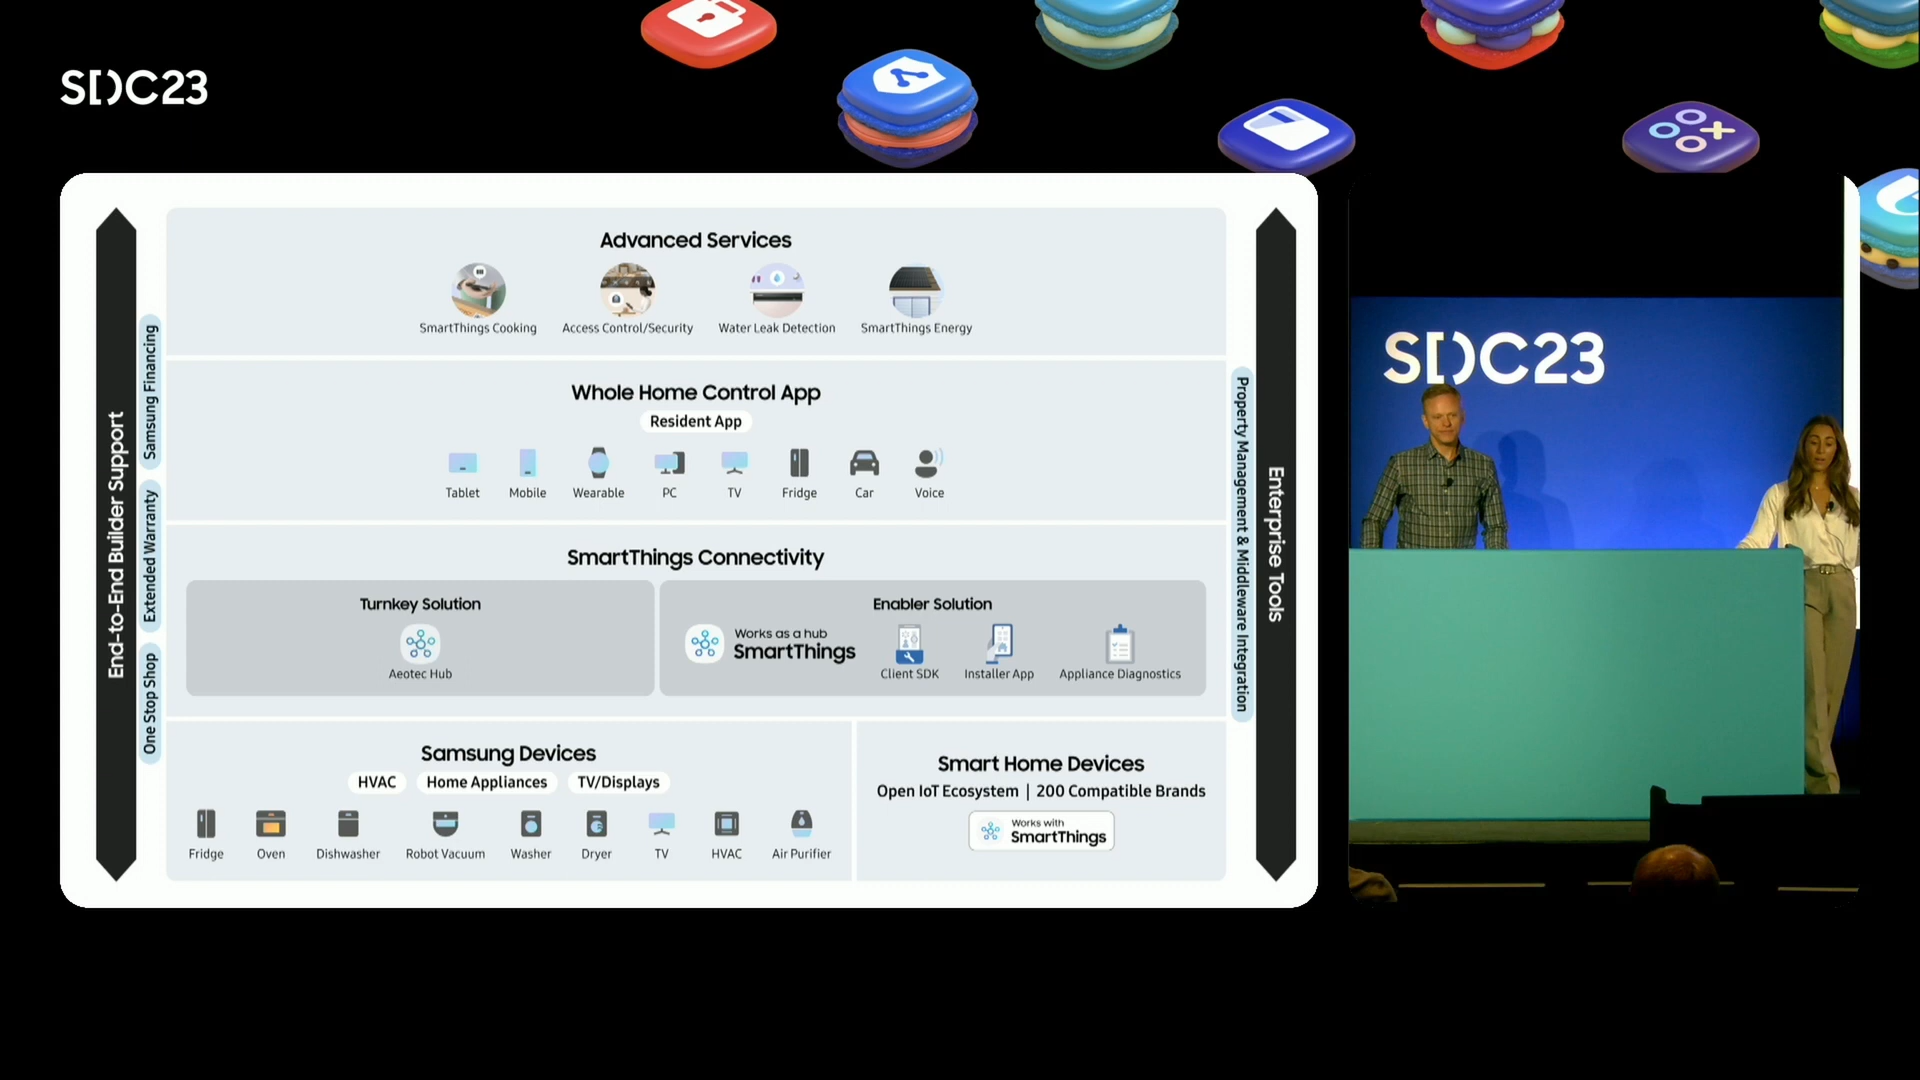 SDC23
Advanced Services
SmartThings Cooking
Access Control/Security
Water Leak Detection
SmartThings Energy
Whole Home Control App
Resident App
Tablet
Mobile
Wearable
PC
TV
Fridge
Car
Voice
SmartThings Connectivity
Turnkey Solution
Aeotec Hub
Enabler Solution
Works as a hub
SmartThings
Client SDK
Installer App
Appliance Diagnostics
Samsung Devices
HVAC
Home Appliances
TV/Displays
Fridge
Oven
Dishwasher
Robot Vacuum
Washer
Dryer
TV
HVAC
Air Purifier
Smart Home Devices
Open IoT Ecosystem | 200 Compatible Brands
Works with
SmartThings
End-to-End Builder Support
Samsung Financing
Extended Warranty
One Stop Shop
Property Management & Middleware Integration
Enterprise Tools
SDC23